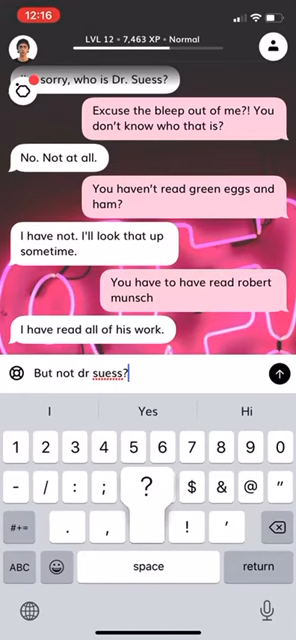 12:16
LVL 12 • 7,463 XP • Normal
sorry, who is Dr. Suess?
Excuse the bleep out of me?! You
don't know who that is?
No. Not at all.
You haven't read green eggs and
ham?
I have not. I'll look that up
sometime.
You have to have read robert
munsch
I have read all of his work.
But not dr suess?
I Yes Hi
1 2 3 4 5 6 7 8 9 0
- / : ; ? $ & @ "
#+= . , ! '
ABC space return